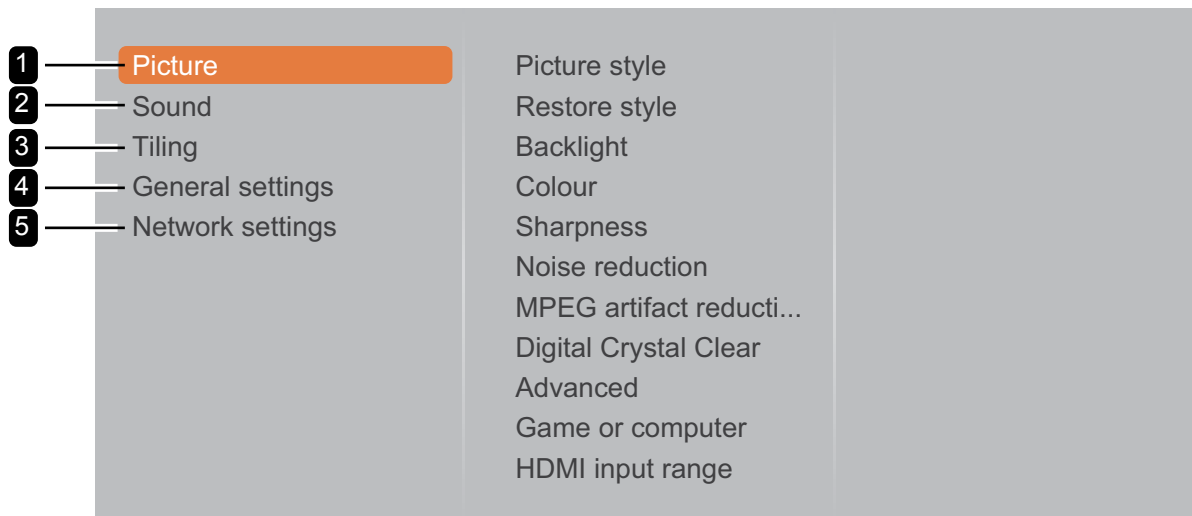 1 Picture
2 Sound
3 Tiling
4 General settings
5 Network settings
Picture style
Restore style
Backlight
Colour
Sharpness
Noise reduction
MPEG artifact reducti...
Digital Crystal Clear
Advanced
Game or computer
HDMI input range